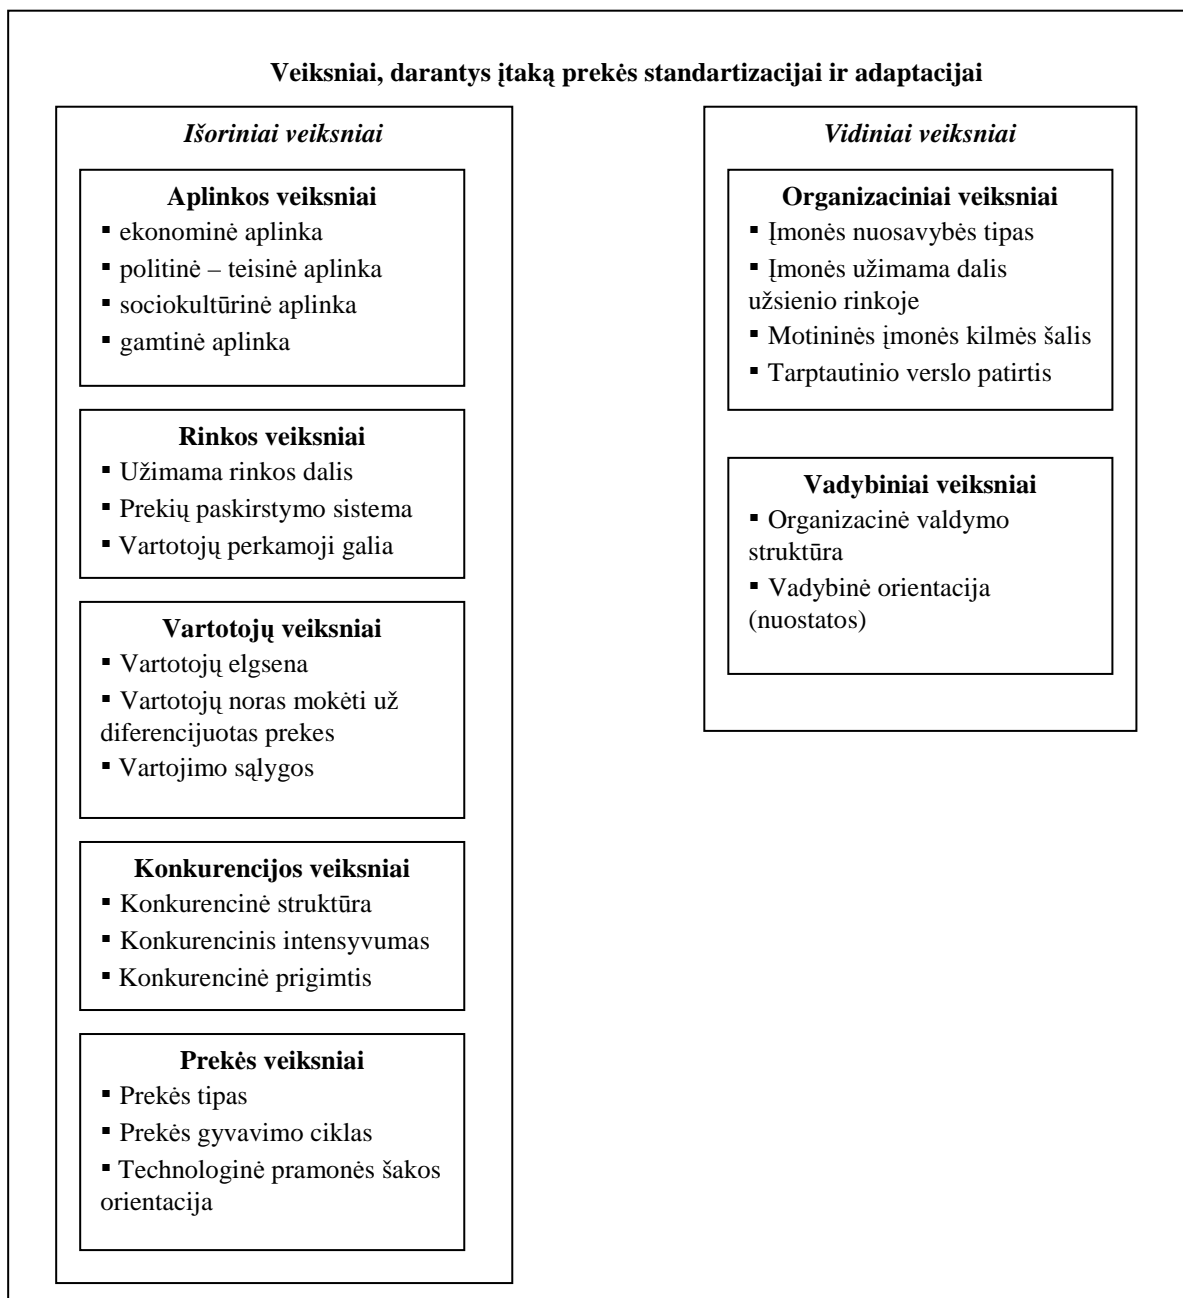 Veiksniai, darantys įtaką prekės standartizacijai ir adaptacijai
Išoriniai veiksniai
Aplinkos veiksniai
▪ ekonominė aplinka
▪ politinė – teisinė aplinka
▪ sociokultūrinė aplinka
▪ gamtinė aplinka
Rinkos veiksniai
▪ Užimama rinkos dalis
▪ Prekių paskirstymo sistema
▪ Vartotojų perkamoji galia
Vartotojų veiksniai
▪ Vartotojų elgsena
▪ Vartotojų noras mokėti už
diferencijuotas prekes
▪ Vartojimo sąlygos
Konkurencijos veiksniai
▪ Konkurencinė struktūra
▪ Konkurencinis intensyvumas
▪ Konkurencinė prigimtis
Prekės veiksniai
▪ Prekės tipas
▪ Prekės gyvavimo ciklas
▪ Technologinė pramonės šakos
orientacija
Vidiniai veiksniai
Organizaciniai veiksniai
▪ Įmonės nuosavybės tipas
▪ Įmonės užimama dalis
užsienio rinkoje
▪ Motininės įmonės kilmės šalis
▪ Tarptautinio verslo patirtis
Vadybiniai veiksniai
▪ Organizacinė valdymo
struktūra
▪ Vadybinė orientacija
(nuostatos)